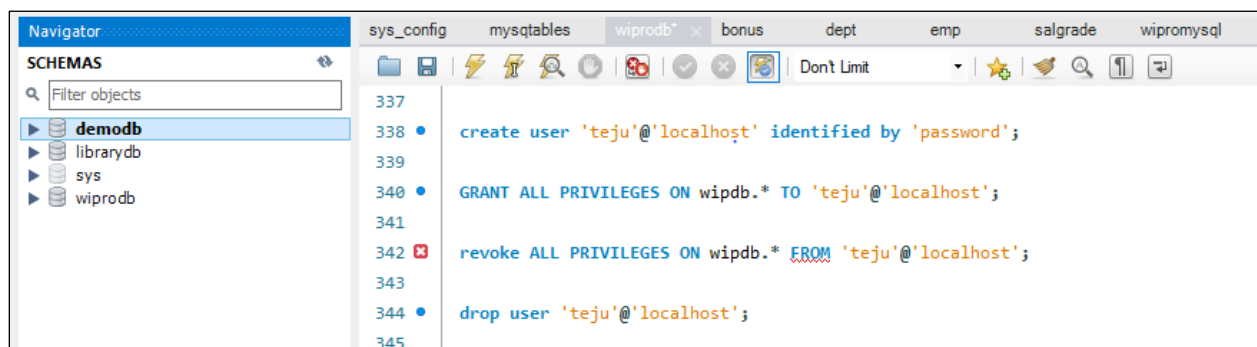 Navigator
SCHEMAS
Filter objects
demodb
librarydb
sys
wiprodb
sys_config mysqtables wiprodb* × bonus dept emp salgrade wipromysql
Don't Limit
337
338 create user 'teju'@'localhost' identified by 'password';
339
340 GRANT ALL PRIVILEGES ON wipdb.* TO 'teju'@'localhost';
341
342 revoke ALL PRIVILEGES ON wipdb.* FROM 'teju'@'localhost';
343
344 drop user 'teju'@'localhost';
345